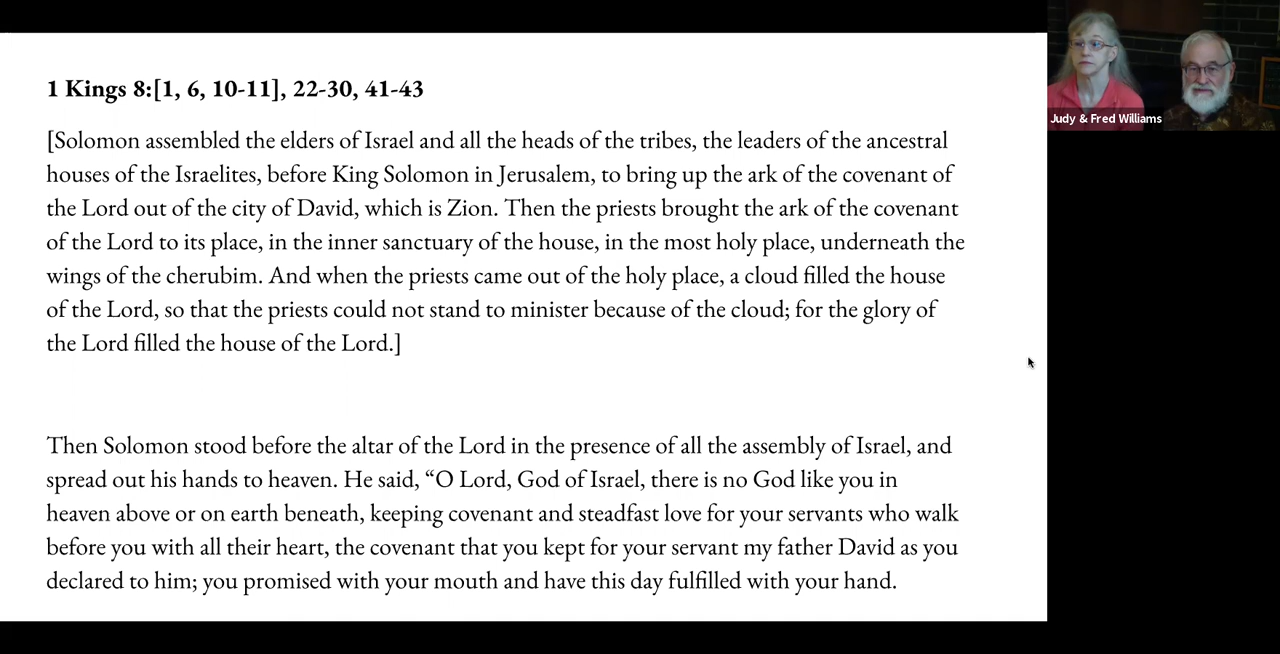 1 Kings 8:[1, 6, 10-11], 22-30, 41-43
[Solomon assembled the elders of Israel and all the heads of the tribes, the leaders of the ancestral
houses of the Israelites, before King Solomon in Jerusalem, to bring up the ark of the covenant of
the Lord out of the city of David, which is Zion. Then the priests brought the ark of the covenant
of the Lord to its place, in the inner sanctuary of the house, in the most holy place, underneath the
wings of the cherubim. And when the priests came out of the holy place, a cloud filled the house
of the Lord, so that the priests could not stand to minister because of the cloud; for the glory of
the Lord filled the house of the Lord.]
Then Solomon stood before the altar of the Lord in the presence of all the assembly of Israel, and
spread out his hands to heaven. He said, “O Lord, God of Israel, there is no God like you in
heaven above or on earth beneath, keeping covenant and steadfast love for your servants who walk
before you with all their heart, the covenant that you kept for your servant my father David as you
declared to him; you promised with your mouth and have this day fulfilled with your hand.
Judy & Fred Williams